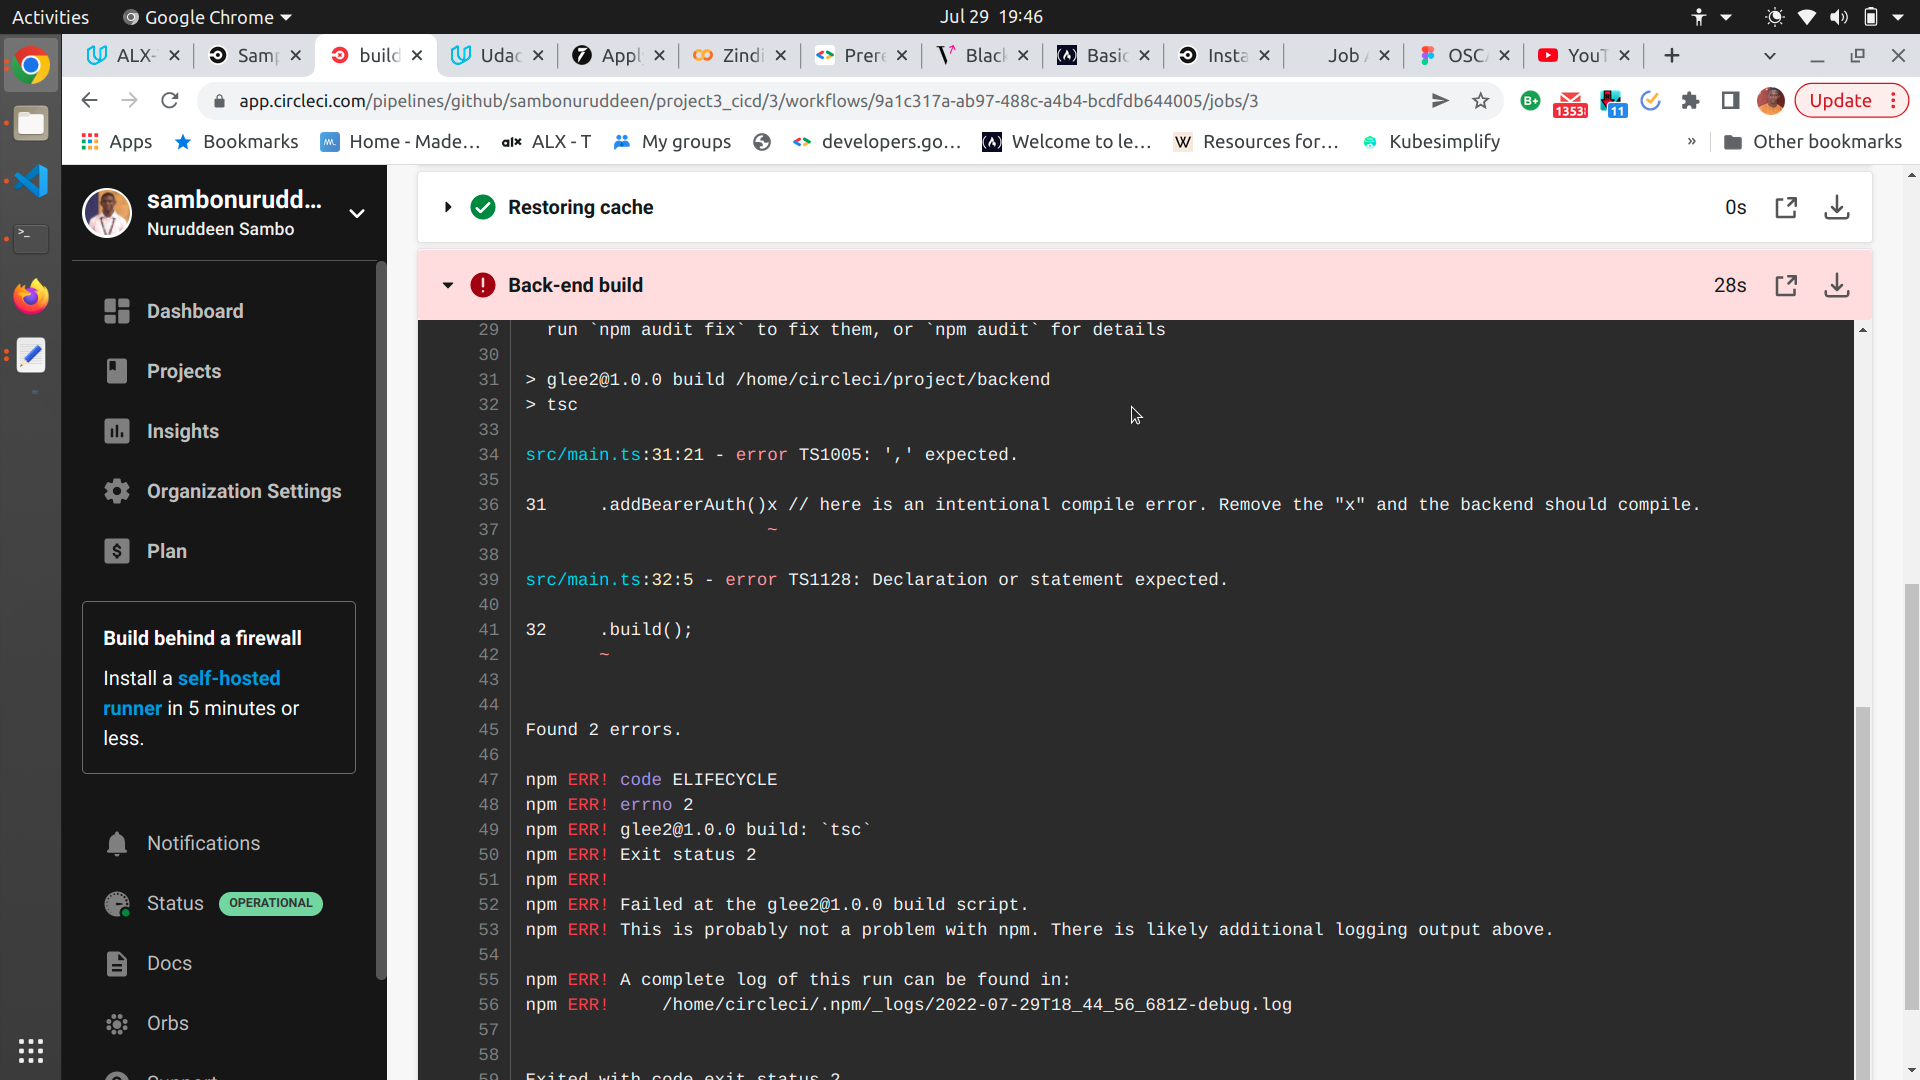 Activities
Google Chrome
Jul 29 19:46
ALX-
Samp
build
Udac
Apply
Zindi
Prere
Black
Basic
Insta
Job A
OSCA
YouT
app.circleci.com/pipelines/github/sambonuruddeen/project3_cicd/3/workflows/9a1c317a-ab97-488c-a4b4-bcdfdb644005/jobs/3
B+
1353
11
Update
Apps
Bookmarks
Home - Made...
alx ALX - T
My groups
developers.go...
Welcome to le...
W Resources for...
Kubesimplify
»
Other bookmarks
sambonurudd...
Nuruddeen Sambo
Dashboard
Projects
Insights
Organization Settings
Plan
Build behind a firewall
Install a self-hosted
runner in 5 minutes or
less.
Notifications
Status OPERATIONAL
Docs
Orbs
Restoring cache 0s
Back-end build 28s
29 run `npm audit fix` to fix them, or `npm audit` for details
30
31 > glee2@1.0.0 build /home/circleci/project/backend
32 > tsc
33
34 src/main.ts:31:21 - error TS1005: ',' expected.
35
36 31 .addBearerAuth()x // here is an intentional compile error. Remove the "x" and the backend should compile.
37 ~
38
39 src/main.ts:32:5 - error TS1128: Declaration or statement expected.
40
41 32 .build();
42 ~
43
44
45 Found 2 errors.
46
47 npm ERR! code ELIFECYCLE
48 npm ERR! errno 2
49 npm ERR! glee2@1.0.0 build: `tsc`
50 npm ERR! Exit status 2
51 npm ERR!
52 npm ERR! Failed at the glee2@1.0.0 build script.
53 npm ERR! This is probably not a problem with npm. There is likely additional logging output above.
54
55 npm ERR! A complete log of this run can be found in:
56 npm ERR! /home/circleci/.npm/_logs/2022-07-29T18_44_56_681Z-debug.log
57
58
59 Exited with code exit status 2